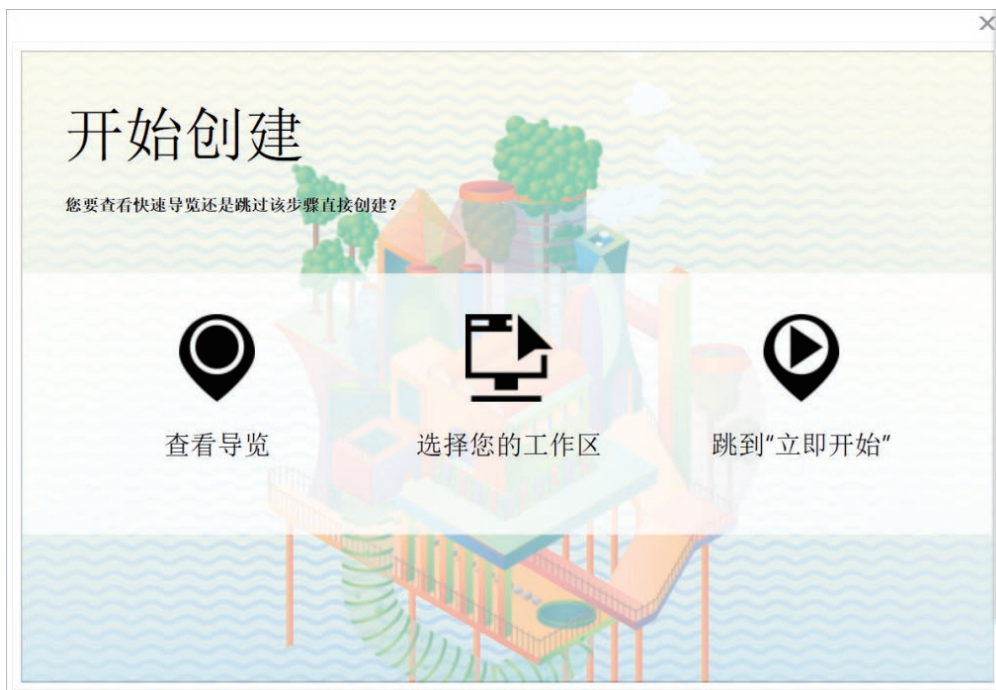 开始创建
您要查看快速导览还是跳过该步骤直接创建?
查看导览
选择您的工作区
跳到"立即开始"